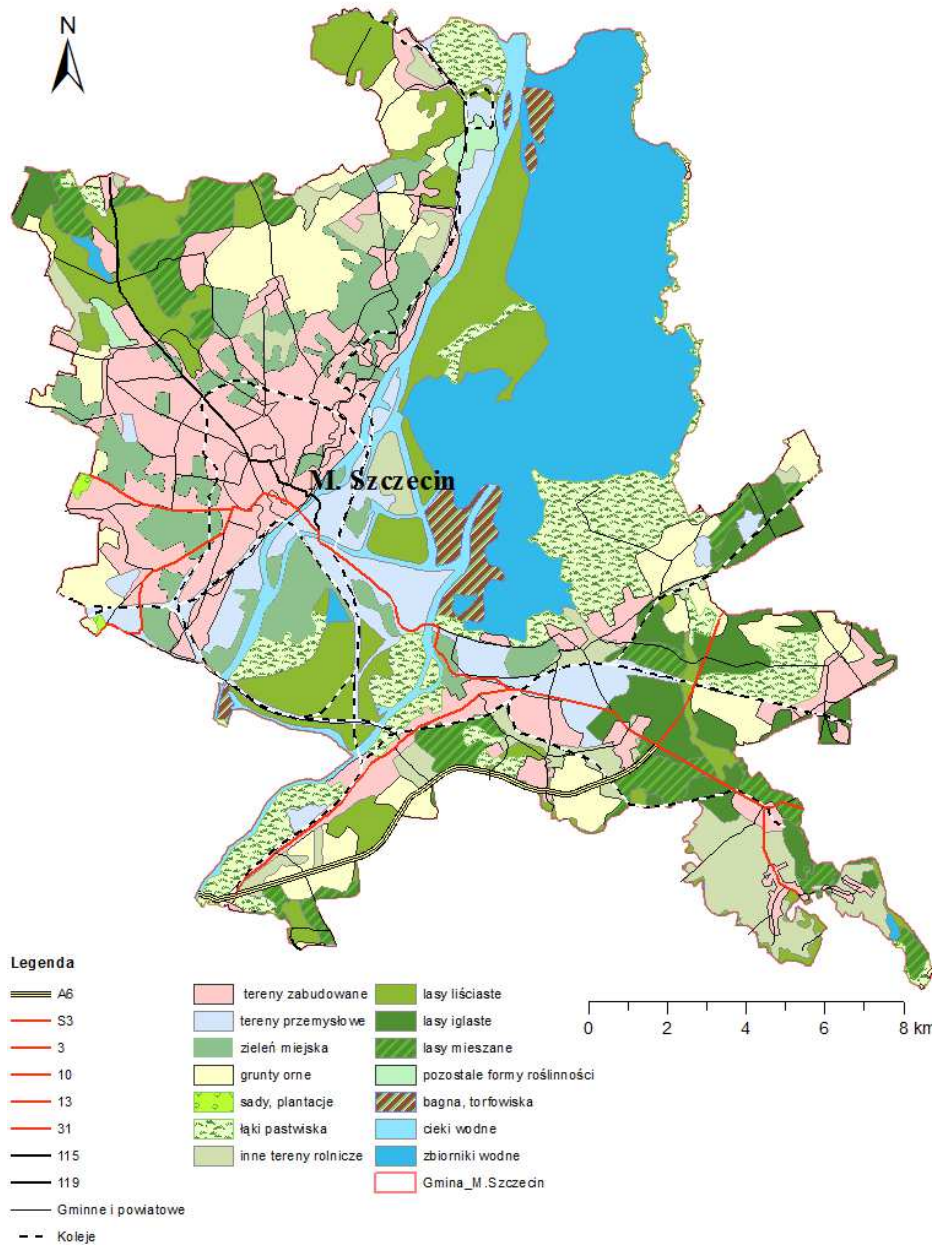 N
M. Szczecin
Legenda
A6
S3
3
10
13
31
115
119
Gminne i powiatowe
Koleje
tereny zabudowane
tereny przemysłowe
zieleń miejska
grunty orne
sady, plantacje
łąki pastwiska
inne tereny rolnicze
lasy liściaste
lasy iglaste
lasy mieszane
pozostałe formy roślinności
bagna, torfowiska
cieki wodne
zbiorniki wodne
Gmina_M.Szczecin
0 2 4 6 8 km